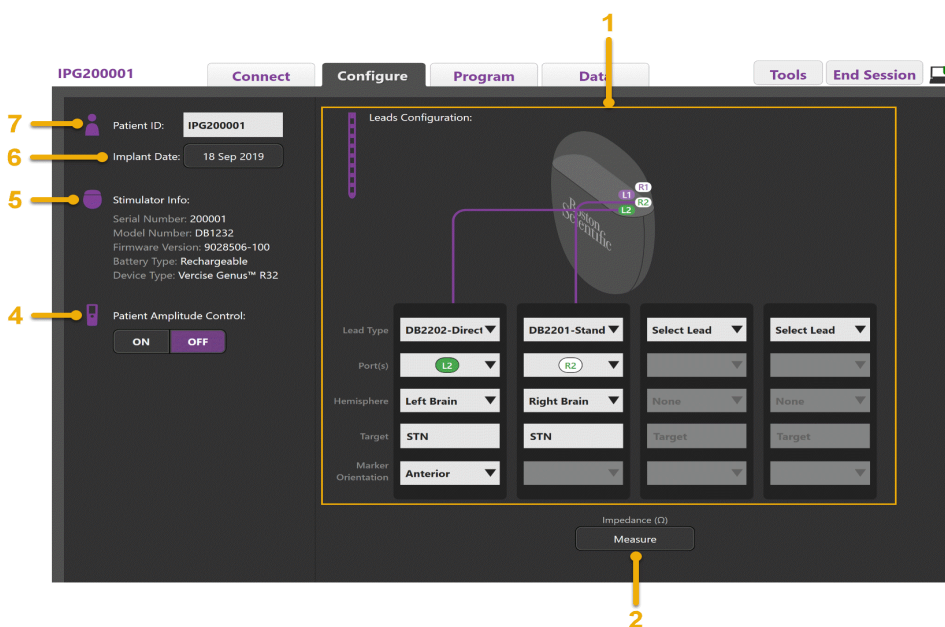 1
IPG200001
Connect
Configure
Program
Data
Tools
End Session
7
Patient ID:
IPG200001
6
Implant Date:
18 Sep 2019
5
Stimulator Info:
Serial Number: 200001
Model Number: DB1232
Firmware Version: 9028506-100
Battery Type: Rechargeable
Device Type: Vercise Genus™ R32
4
Patient Amplitude Control:
ON
OFF
Leads Configuration:
L1
R1
L2
R2
Boston
Scientific
Lead Type
DB2202-Direct
DB2201-Stand
Select Lead
Select Lead
Port(s)
L2
R2
Hemisphere
Left Brain
Right Brain
None
None
Target
STN
STN
Target
Target
Marker
Orientation
Anterior
Impedance (Ω)
Measure
2